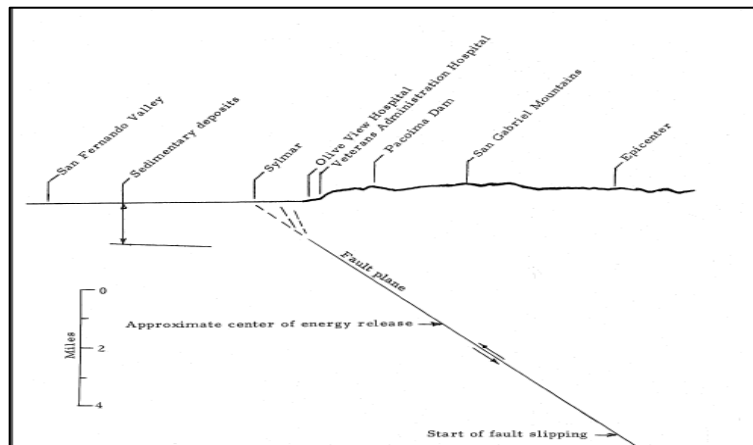 San Fernando Valley
Sedimentary deposits
Sylmar
Olive View Hospital
Veterans Administration Hospital
Pacoima Dam
San Gabriel Mountains
Epicenter
Fault plane
0
Approximate center of energy release
Miles
2
4
Start of fault slipping